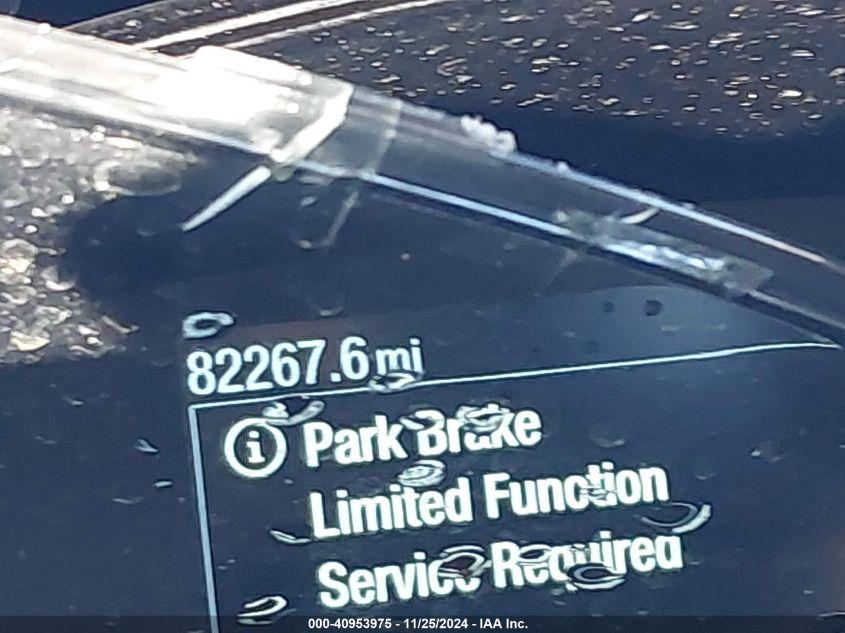 82267.6 mi
i Park Brake
Limited Function
Service Required
000-40953975 - 11/25/2024 - IAA Inc.